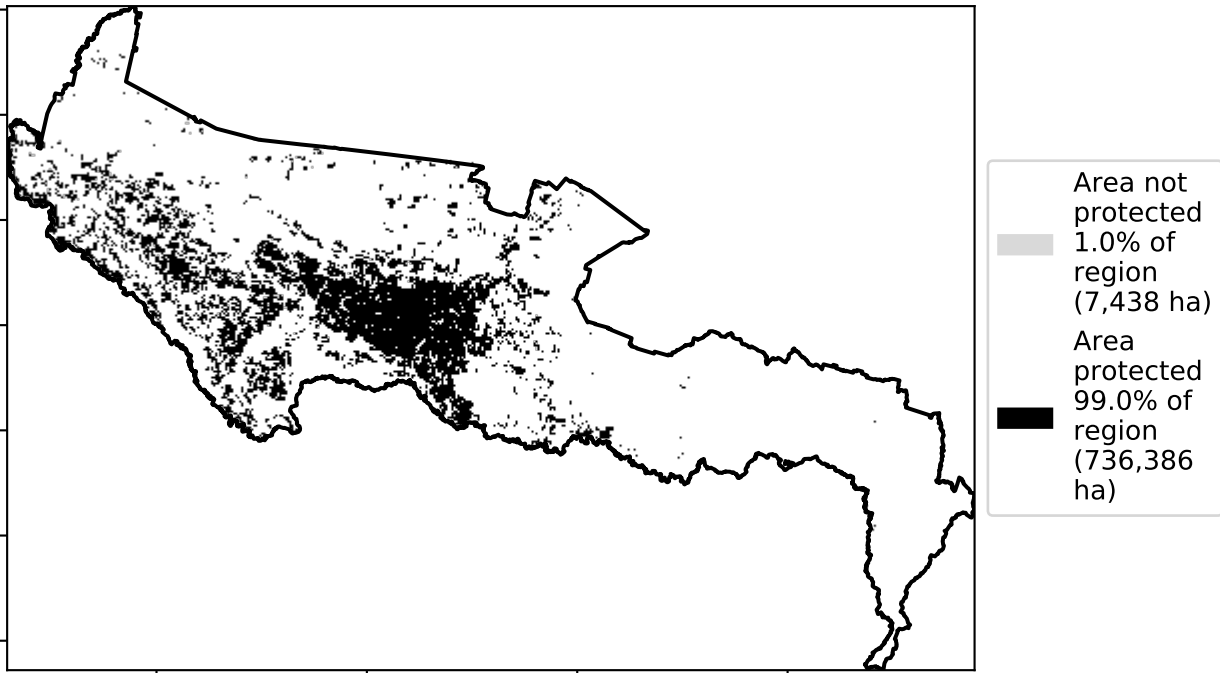 Area not
protected
1.0% of
region
(7,438 ha)
Area
protected
99.0% of
region
(736,386
ha)